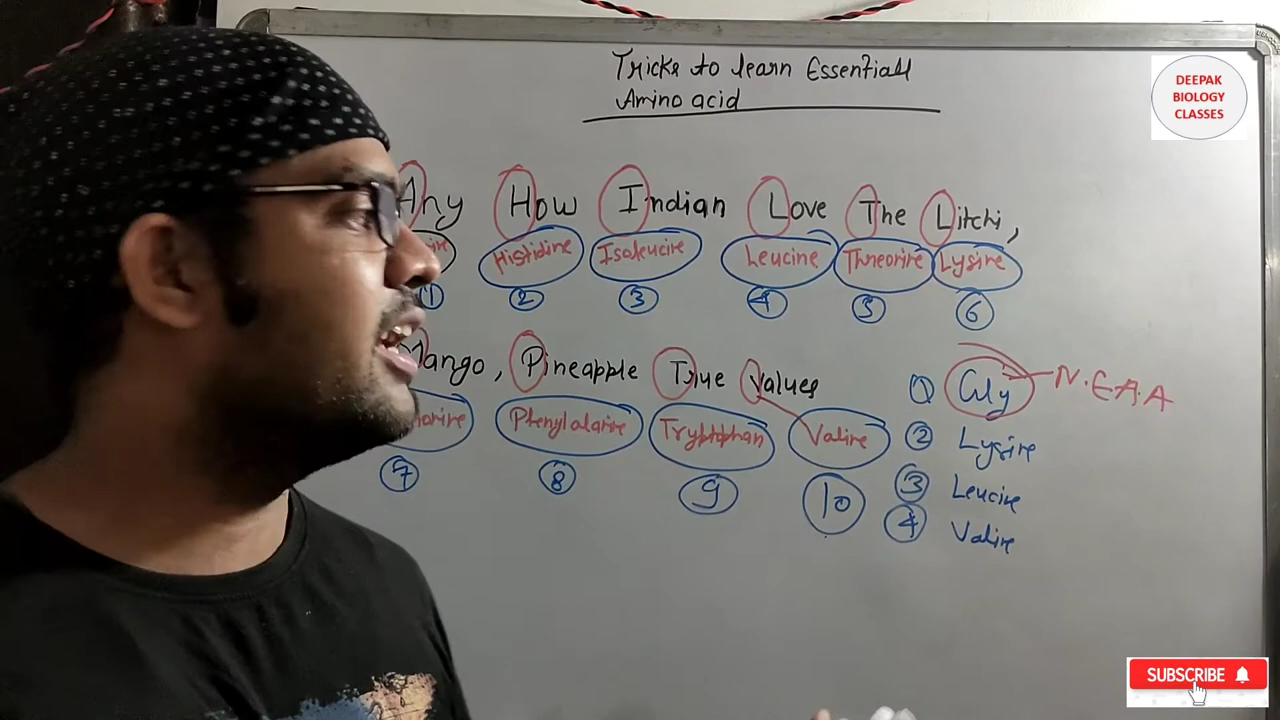 Tricks to learn Essentiall
Amino acid
DEEPAK
BIOLOGY
CLASSES
Any How Indian Love The Litchi,
Histidine Isoleucine Leucine Threonine Lysine
1 2 3 4 5 6
Mango, Pineapple True Values
Phenylalanine Tryptophan Valine
7 8 9 10
1 Gly N.E.A.A
2 Lysine
3 Leucine
4 Valine
SUBSCRIBE